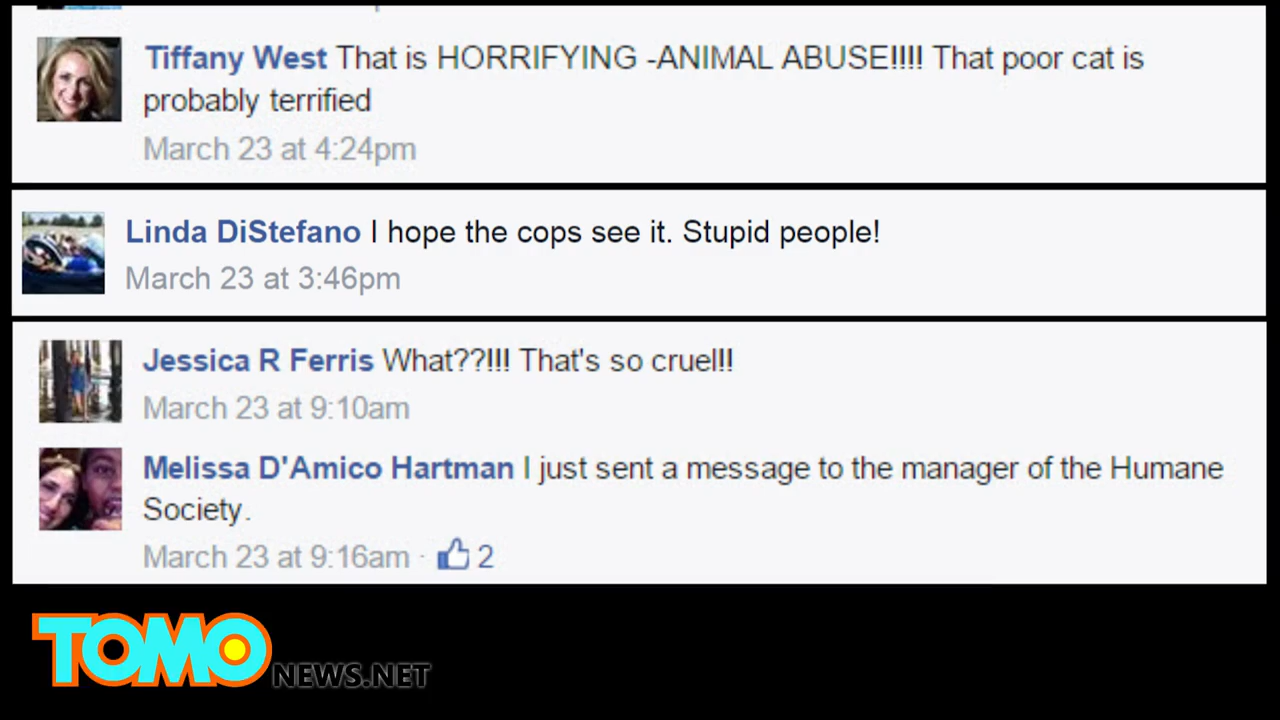 Tiffany West That is HORRIFYING -ANIMAL ABUSE!!!! That poor cat is
probably terrified
March 23 at 4:24pm
Linda DiStefano I hope the cops see it. Stupid people!
March 23 at 3:46pm
Jessica R Ferris What??!!! That's so cruel!!
March 23 at 9:10am
Melissa D'Amico Hartman I just sent a message to the manager of the Humane
Society.
March 23 at 9:16am · 2
TOMO NEWS.NET